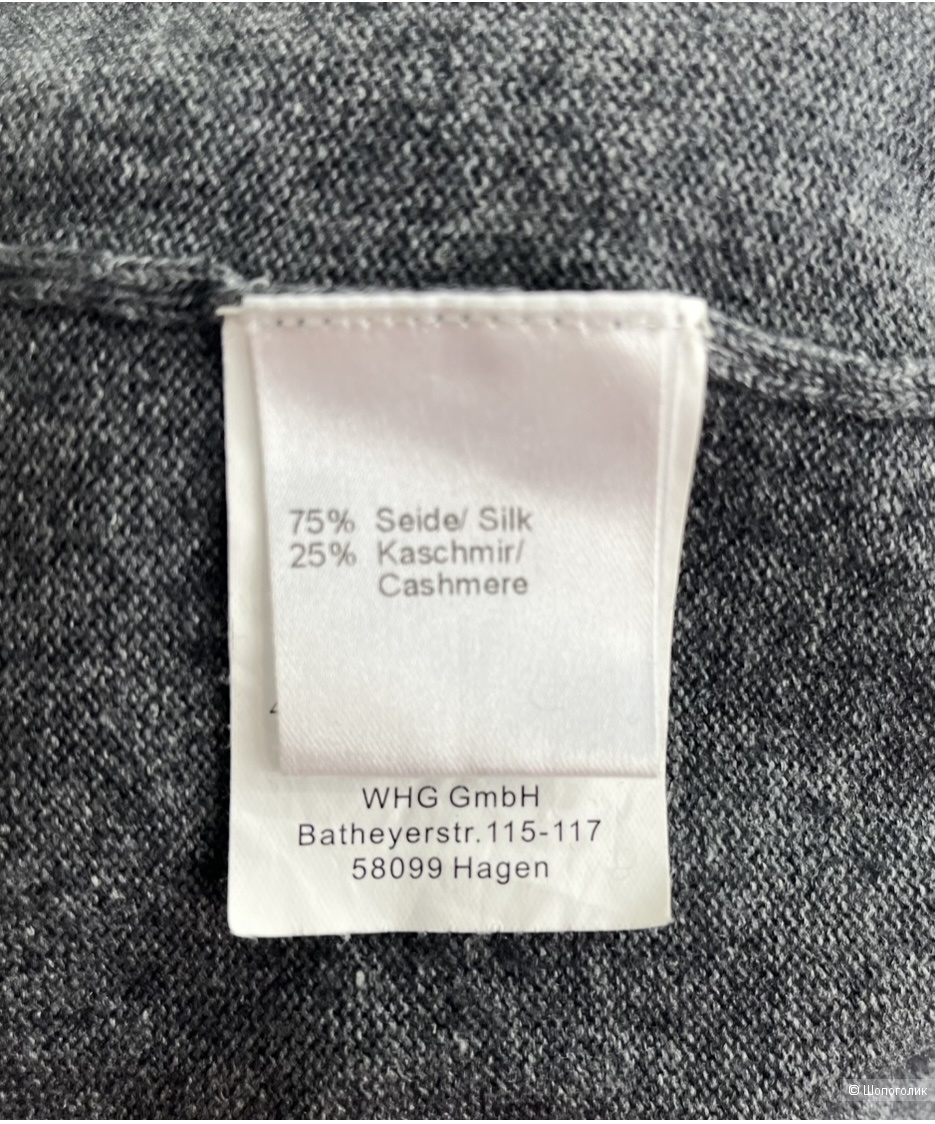 75% Seide/ Silk
25% Kaschmir/
Cashmere
WHG GmbH
Batheyerstr.115-117
58099 Hagen
© Шопоголик